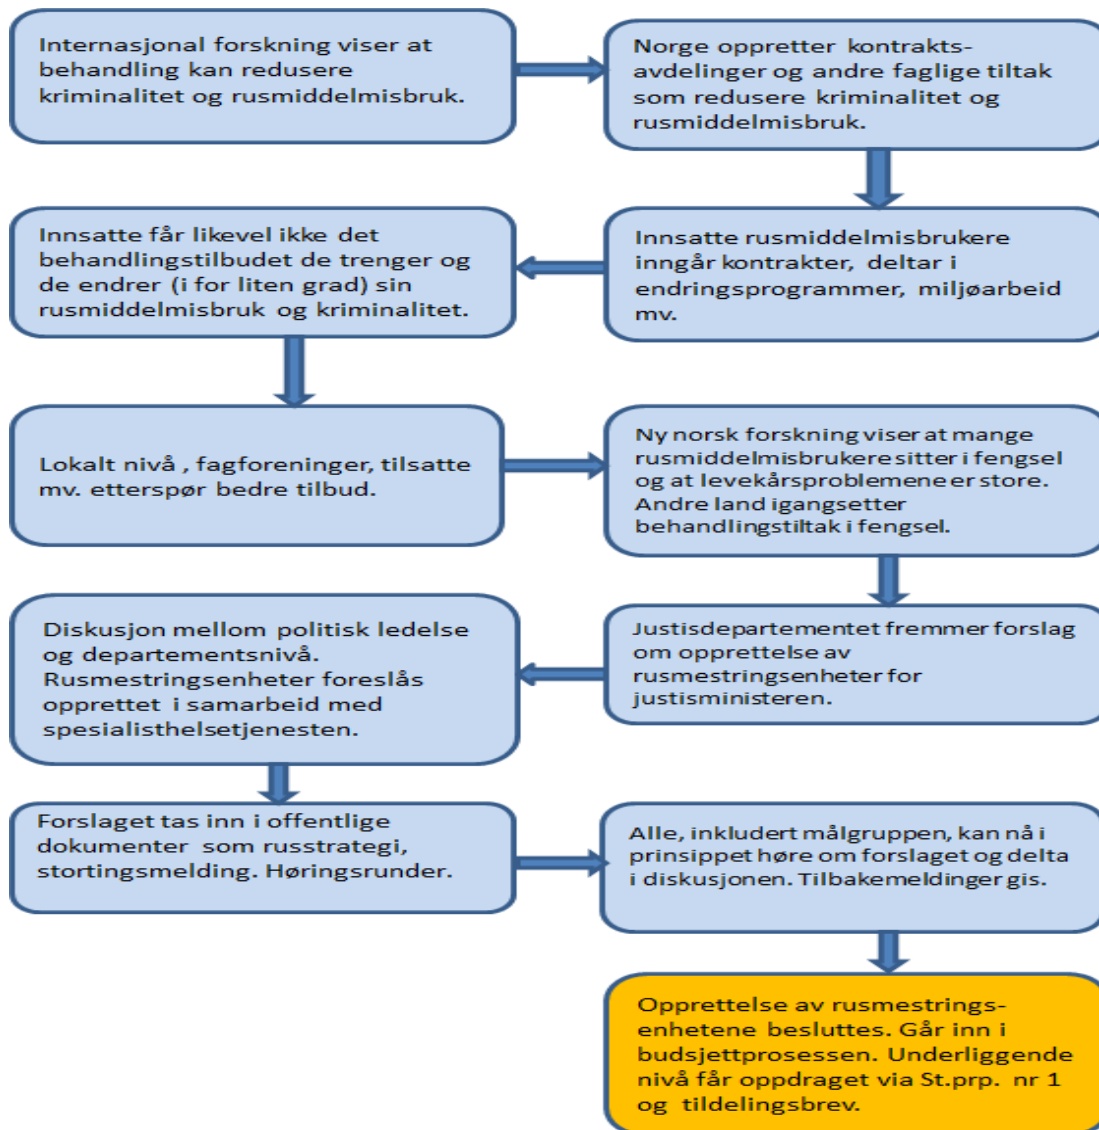 Internasjonal forskning viser at
behandling kan redusere
kriminalitet og rusmiddelmisbruk.
Norge oppretter kontrakts-
avdelinger og andre faglige tiltak
som redusere kriminalitet og
rusmiddelmisbruk.
Innsatte rusmiddelmisbrukere
inngår kontrakter, deltar i
endringsprogrammer, miljøarbeid
mv.
Innsatte får likevel ikke det
behandlingstilbudet de trenger og
de endrer (i for liten grad) sin
rusmiddelmisbruk og kriminalitet.
Lokalt nivå , fagforeninger, tilsatte
mv. etterspør bedre tilbud.
Ny norsk forskning viser at mange
rusmiddelmisbrukere sitter i fengsel
og at levekårsproblemene er store.
Andre land igangsetter
behandlingstiltak i fengsel.
Justisdepartementet fremmer forslag
om opprettelse av
rusmestringsenheter for
justisministeren.
Diskusjon mellom politisk ledelse
og departementsnivå.
Rusmestringsenheter foreslås
opprettet i samarbeid med
spesialisthelsetjenesten.
Forslaget tas inn i offentlige
dokumenter som russtrategi,
stortingsmelding. Høringsrunder.
Alle, inkludert målgruppen, kan nå i
prinsippet høre om forslaget og delta
i diskusjonen. Tilbakemeldinger gis.
Opprettelse av rusmestrings-
enhetene besluttes. Går inn i
budsjettprosessen. Underliggende
nivå får oppdraget via St.prp. nr 1
og tildelingsbrev.